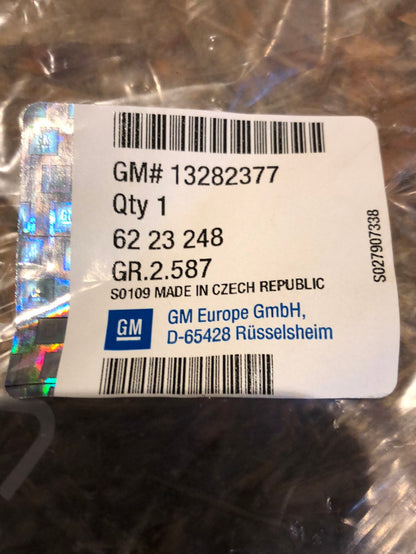 GM# 13282377
Qty 1
62 23 248
GR.2.587
S0109 MADE IN CZECH REPUBLIC
GM
GM Europe GmbH,
D-65428 Rüsselsheim
S027907338